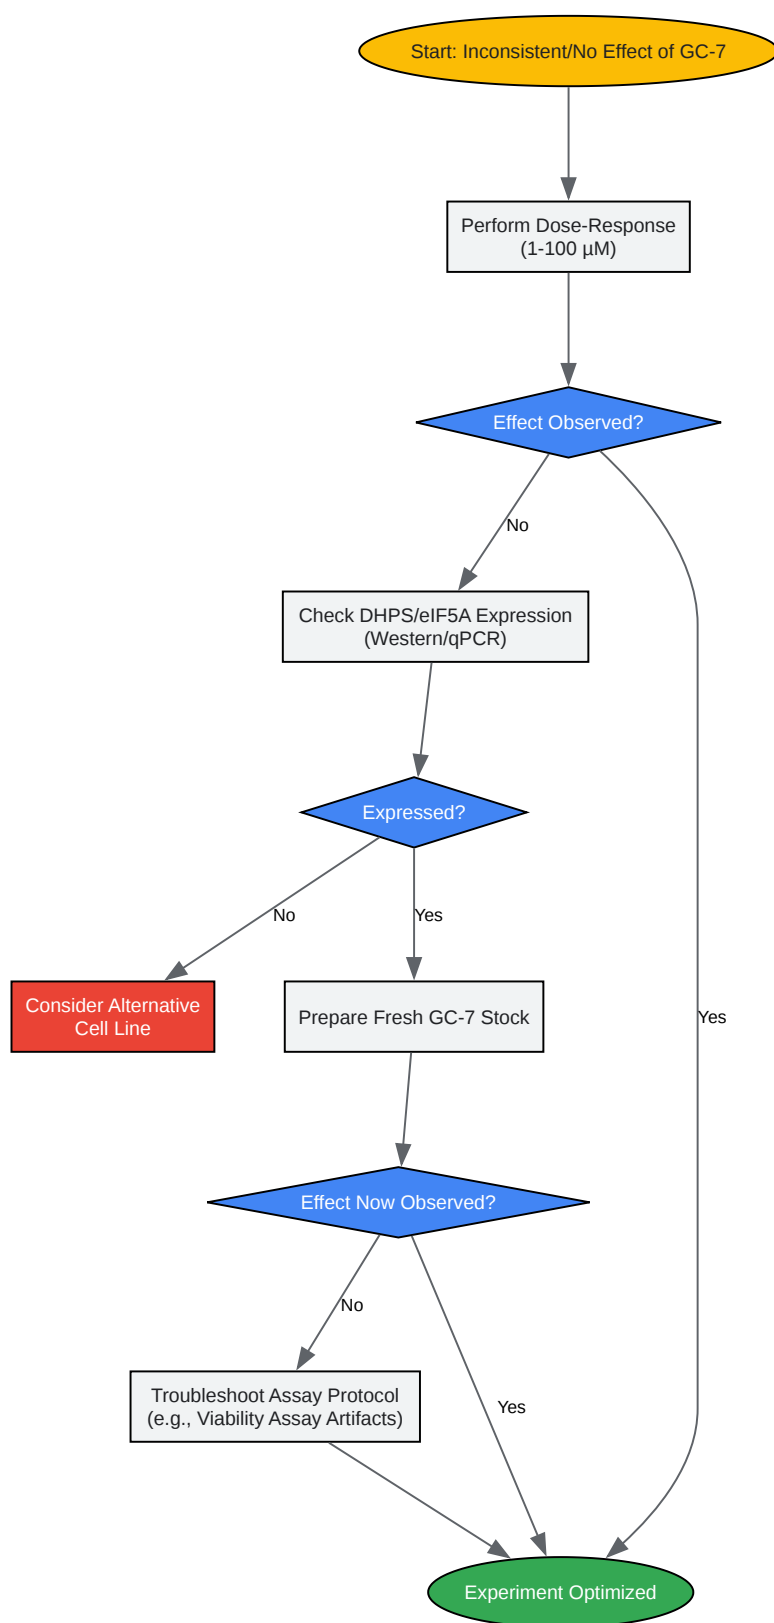 Start: Inconsistent/No Effect of GC-7
Perform Dose-Response
(1-100 µM)
Effect Observed?
No
Check DHPS/eIF5A Expression
(Western/qPCR)
Expressed?
No
Yes
Consider Alternative
Cell Line
Prepare Fresh GC-7 Stock
Yes
Effect Now Observed?
No
Troubleshoot Assay Protocol
(e.g., Viability Assay Artifacts)
Yes
Experiment Optimized